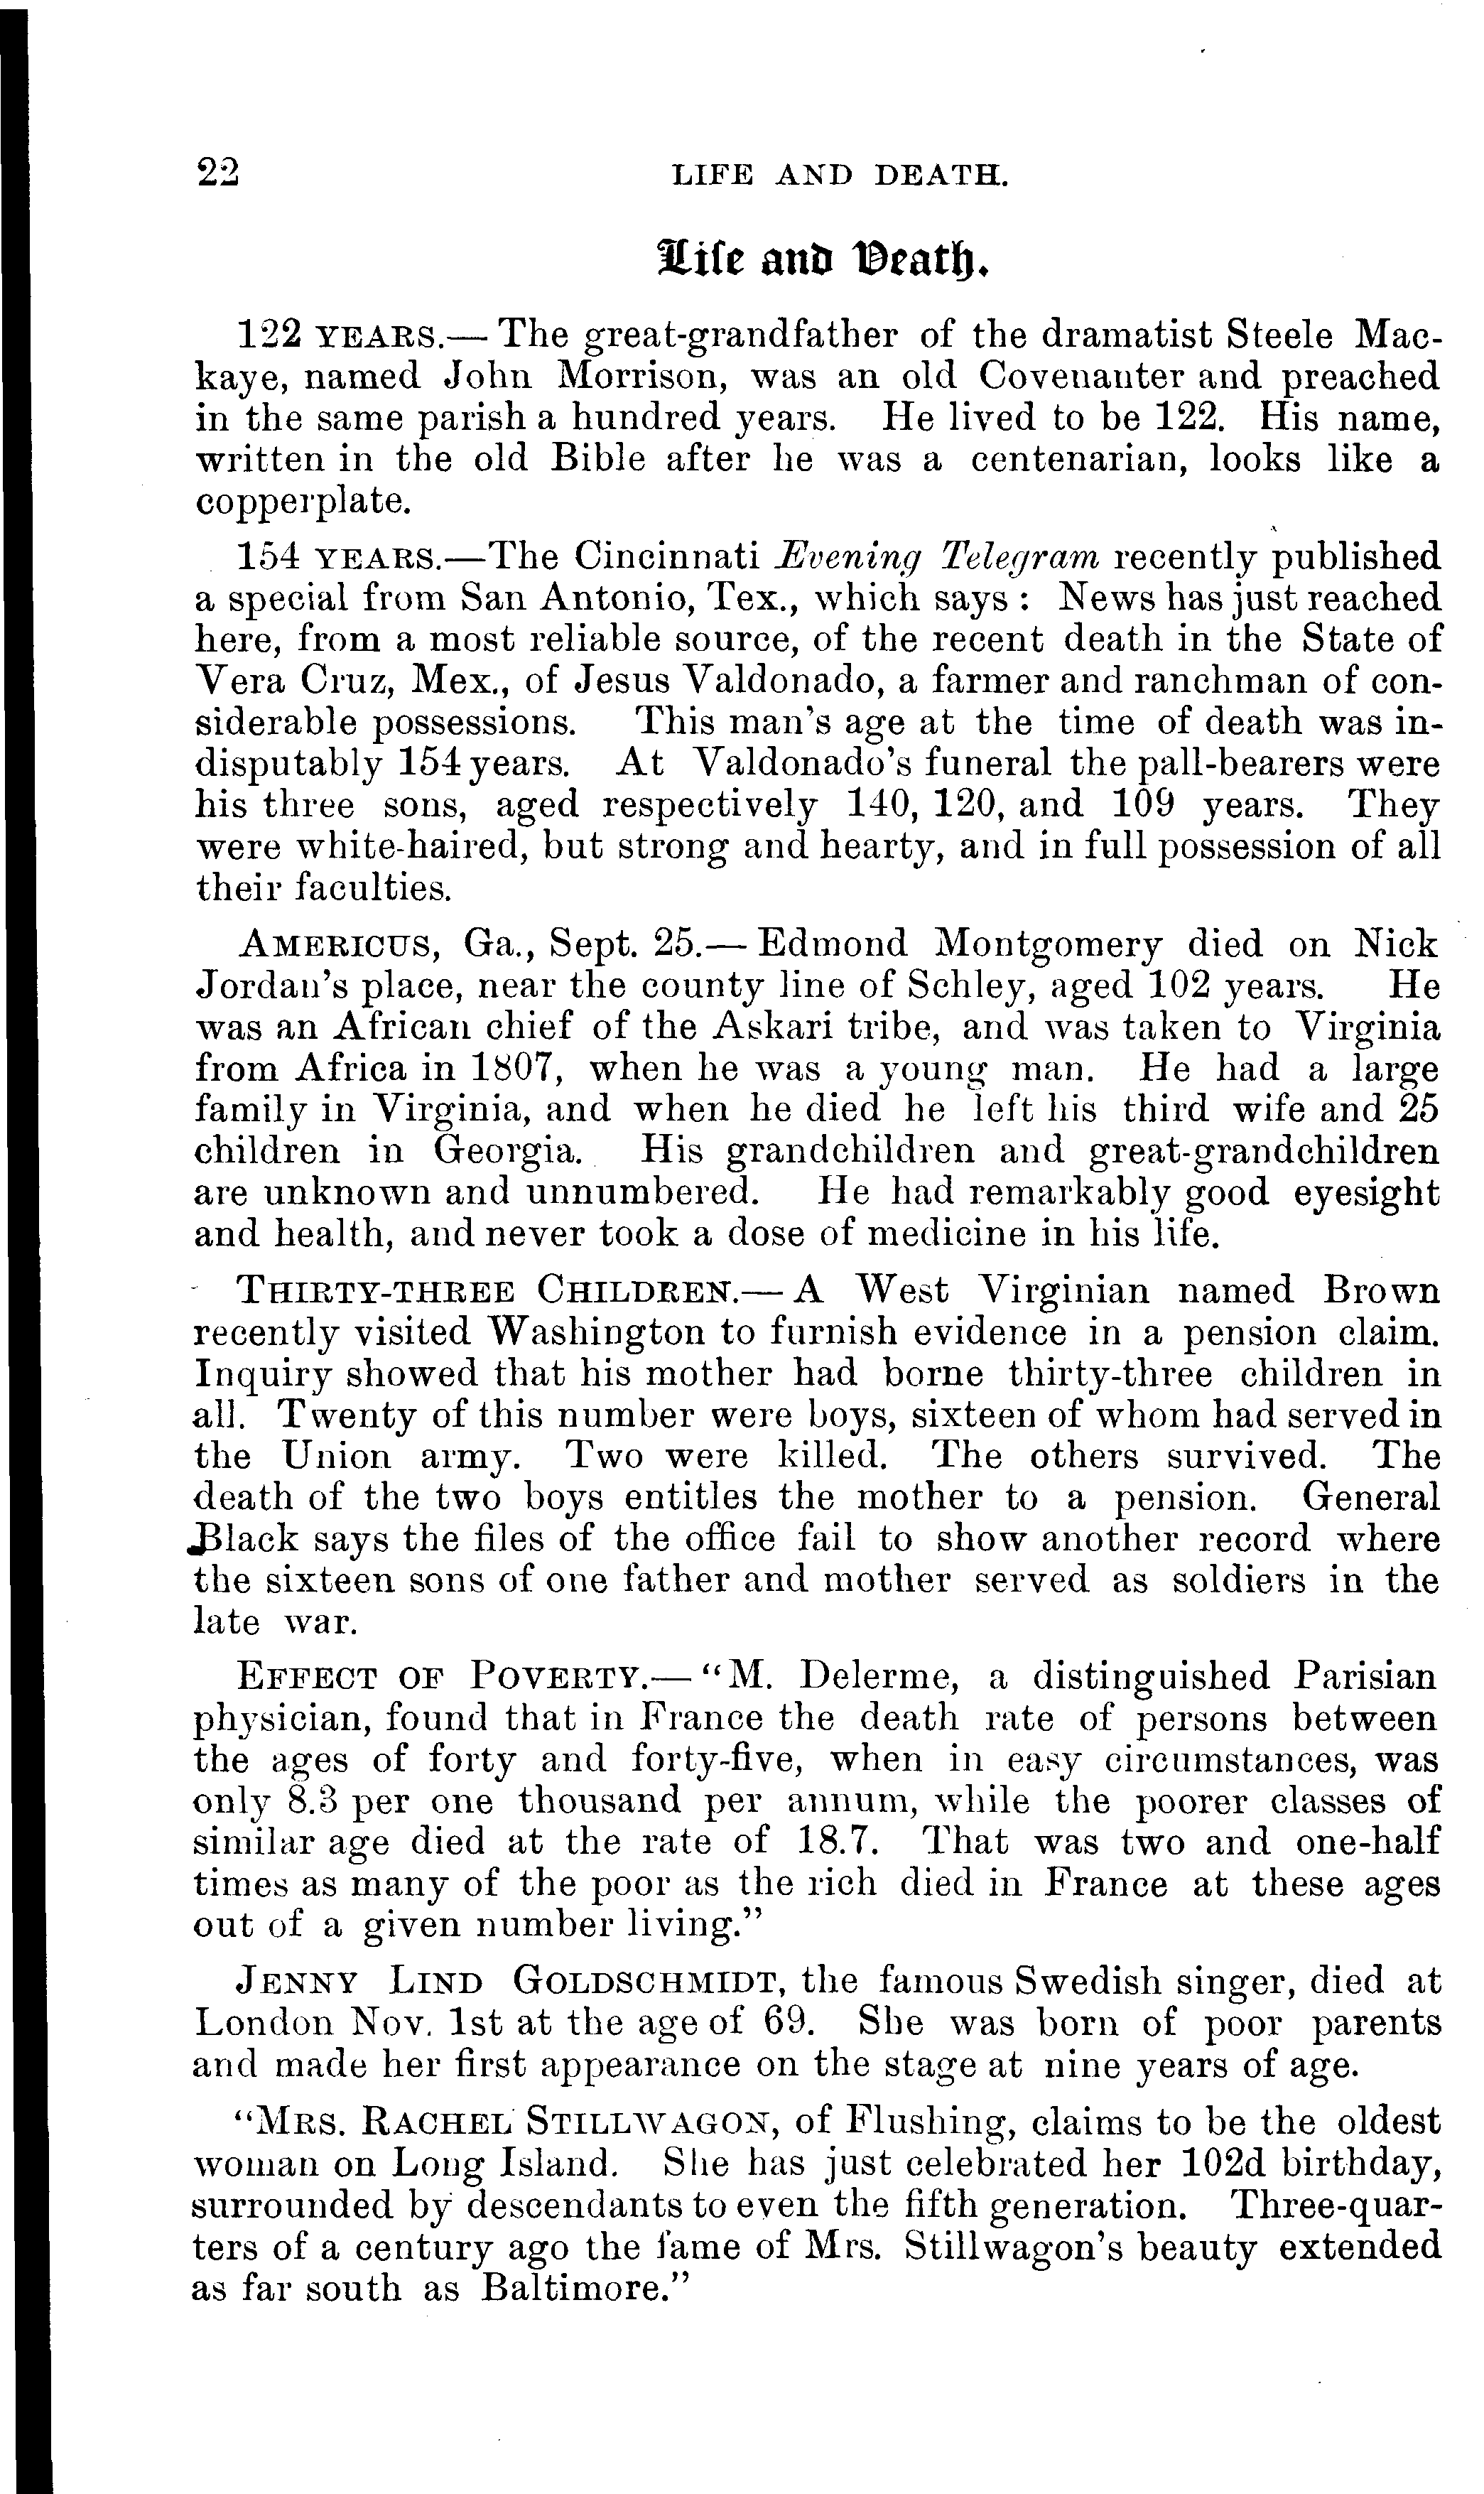 22 LIFE AND DEATH.
Life and Death.
122 YEARS.— The great-grandfather of the dramatist Steele Mac-
kaye, named John Morrison, was an old Covenanter and preached
in the same parish a hundred years. He lived to be 122. His name,
written in the old Bible after he was a centenarian, looks like a
copperplate.
154 YEARS.—The Cincinnati Evening Telegram recently published
a special from San Antonio, Tex., which says : News has just reached
here, from a most reliable source, of the recent death in the State of
Vera Cruz, Mex., of Jesus Valdonado, a farmer and ranchman of con-
siderable possessions. This man's age at the time of death was in-
disputably 154 years. At Valdonado's funeral the pall-bearers were
his three sons, aged respectively 140, 120, and 109 years. They
were white-haired, but strong and hearty, and in full possession of all
their faculties.
AMERICUS, Ga., Sept. 25.— Edmond Montgomery died on Nick
Jordan's place, near the county line of Schley, aged 102 years. He
was an African chief of the Askari tribe, and was taken to Virginia
from Africa in 1807, when he was a young man. He had a large
family in Virginia, and when he died he left his third wife and 25
children in Georgia. His grandchildren and great-grandchildren
are unknown and unnumbered. He had remarkably good eyesight
and health, and never took a dose of medicine in his life.
THIRTY-THREE CHILDREN.— A West Virginian named Brown
recently visited Washington to furnish evidence in a pension claim.
Inquiry showed that his mother had borne thirty-three children in
all. Twenty of this number were boys, sixteen of whom had served in
the Union army. Two were killed. The others survived. The
death of the two boys entitles the mother to a pension. General
Black says the files of the office fail to show another record where
the sixteen sons of one father and mother served as soldiers in the
late war.
EFFECT OF POVERTY.— "M. Delerme, a distinguished Parisian
physician, found that in France the death rate of persons between
the ages of forty and forty-five, when in easy circumstances, was
only 8.3 per one thousand per annum, while the poorer classes of
similar age died at the rate of 18.7. That was two and one-half
times as many of the poor as the rich died in France at these ages
out of a given number living."
JENNY LIND GOLDSCHMIDT, the famous Swedish singer, died at
London Nov. 1st at the age of 69. She was born of poor parents
and made her first appearance on the stage at nine years of age.
"MRS. RACHEL STILLWAGON, of Flushing, claims to be the oldest
woman on Long Island. She has just celebrated her 102d birthday,
surrounded by descendants to even the fifth generation. Three-quar-
ters of a century ago the fame of Mrs. Stillwagon's beauty extended
as far south as Baltimore."